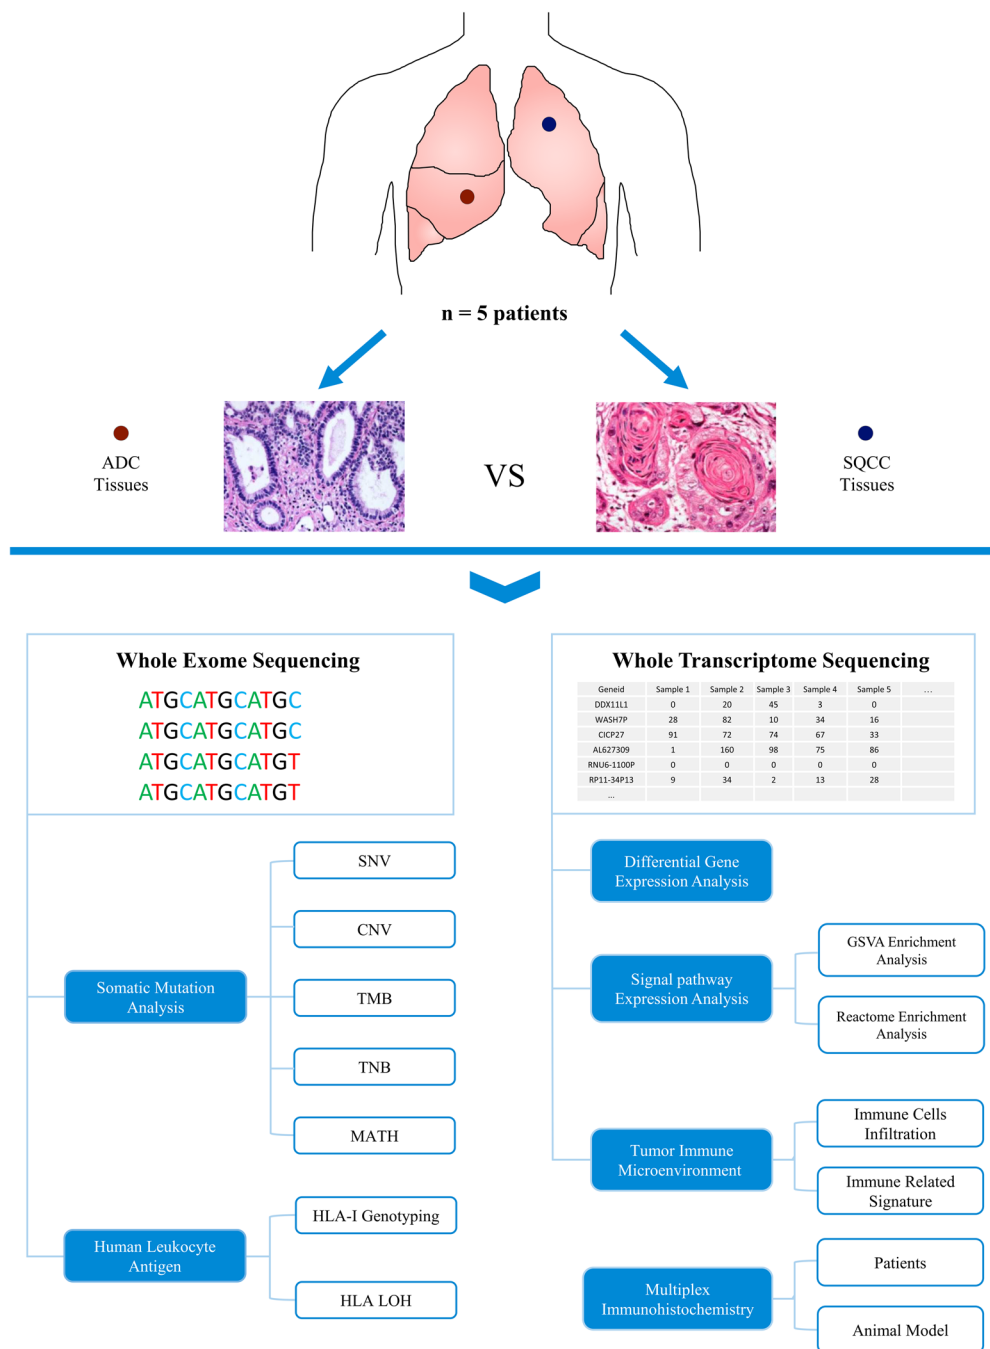 n = 5 patients
ADC
Tissues
VS
SQCC
Tissues
Whole Exome Sequencing
ATGCATGCATGC
ATGCATGCATGC
ATGCATGCATGT
ATGCATGCATGT
Somatic Mutation
Analysis
SNV
CNV
TMB
TNB
MATH
Human Leukocyte
Antigen
HLA-I Genotyping
HLA LOH
Whole Transcriptome Sequencing
Geneid Sample 1 Sample 2 Sample 3 Sample 4 Sample 5 ...
DDX11L1 0 20 45 3 0
WASH7P 28 82 10 34 16
CICP27 91 72 74 67 33
AL627309 1 160 98 75 86
RNU6-1100P 0 0 0 0 0
RP11-34P13 9 34 2 13 28
...
Differential Gene
Expression Analysis
Signal pathway
Expression Analysis
GSVA Enrichment
Analysis
Reactome Enrichment
Analysis
Tumor Immune
Microenvironment
Immune Cells
Infiltration
Immune Related
Signature
Multiplex
Immunohistochemistry
Patients
Animal Model